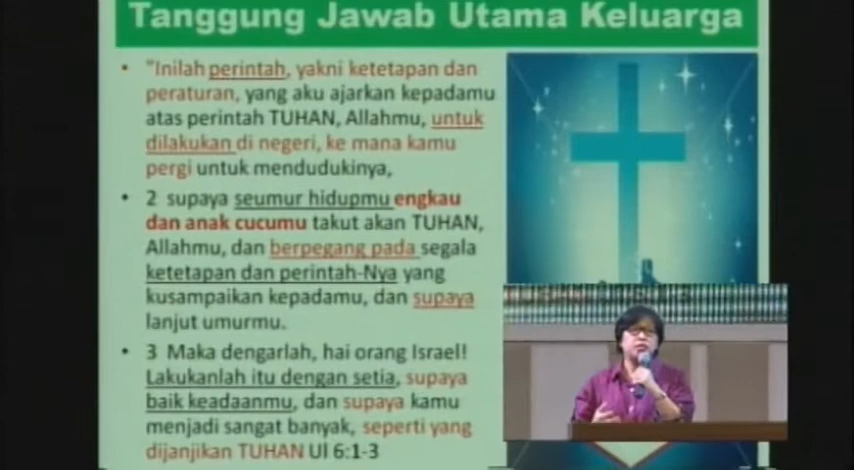 Tanggung Jawab Utama Keluarga
• "Inilah perintah, yakni ketetapan dan
peraturan, yang aku ajarkan kepadamu
atas perintah TUHAN, Allahmu, untuk
dilakukan di negeri, ke mana kamu
pergi untuk mendudukinya,
• 2 supaya seumur hidupmu engkau
dan anak cucumu takut akan TUHAN,
Allahmu, dan berpegang pada segala
ketetapan dan perintah-Nya yang
kusampaikan kepadamu, dan supaya
lanjut umurmu.
• 3 Maka dengarlah, hai orang Israel!
Lakukanlah itu dengan setia, supaya
baik keadaanmu, dan supaya kamu
menjadi sangat banyak, seperti yang
dijanjikan TUHAN Ul 6:1-3